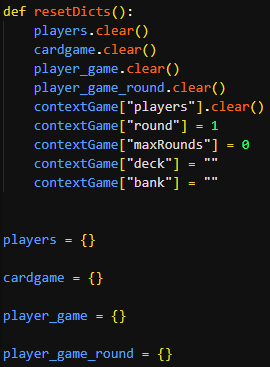 def resetDicts():
    players.clear()
    cardgame.clear()
    player_game.clear()
    player_game_round.clear()
    contextGame["players"].clear()
    contextGame["round"] = 1
    contextGame["maxRounds"] = 0
    contextGame["deck"] = ""
    contextGame["bank"] = ""
players = {}
cardgame = {}
player_game = {}
player_game_round = {}